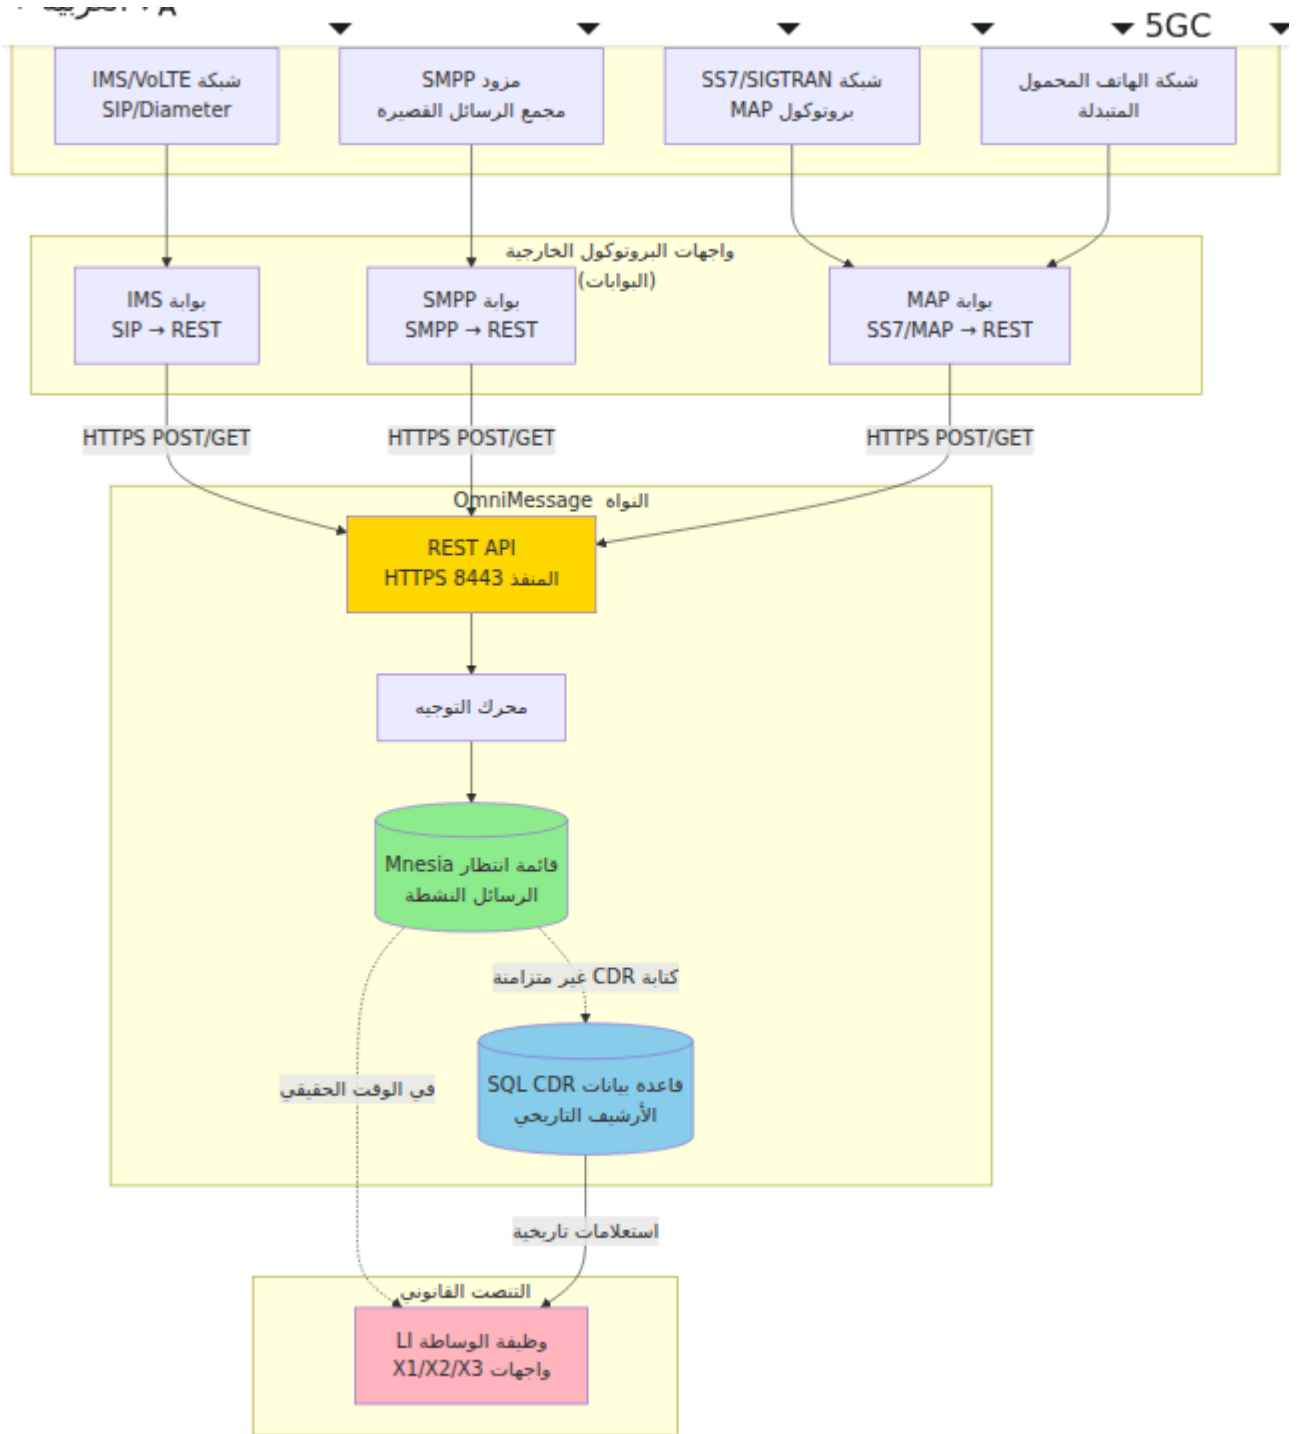 العربية
5GC
شبكة IMS/VoLTE
SIP/Diameter
مزود SMPP
مجمع الرسائل القصيرة
شبكة SS7/SIGTRAN
بروتوكول MAP
شبكة الهاتف المحمول
المتبدلة
واجهات البروتوكول الخارجية
(البوابات)
بوابة IMS
SIP → REST
بوابة SMPP
SMPP → REST
بوابة MAP
SS7/MAP → REST
HTTPS POST/GET
HTTPS POST/GET
HTTPS POST/GET
النواة OmniMessage
REST API
المنفذ HTTPS 8443
محرك التوجيه
قائمة انتظار Mnesia
الرسائل النشطة
كتابة CDR غير متزامنة
في الوقت الحقيقي
قاعدة بيانات SQL CDR
الأرشيف التاريخي
استعلامات تاريخية
التنصت القانوني
وظيفة الوساطة LI
واجهات X1/X2/X3